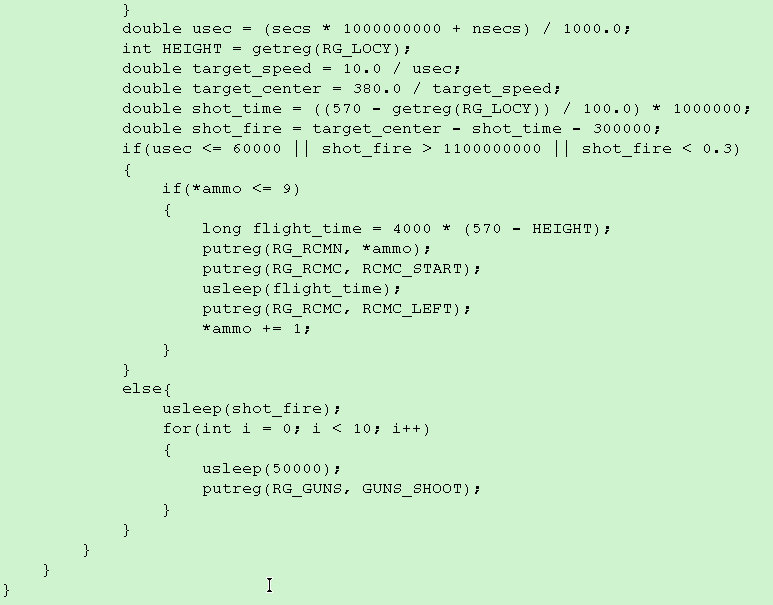 }
double usec = (secs * 1000000000 + nsecs) / 1000.0;
int HEIGHT = getreg(RG_LOCY);
double target_speed = 10.0 / usec;
double target_center = 380.0 / target_speed;
double shot_time = ((570 - getreg(RG_LOCY)) / 100.0) * 1000000;
double shot_fire = target_center - shot_time - 300000;
if(usec <= 60000 || shot_fire > 1100000000 || shot_fire < 0.3)
{
if(*ammo <= 9)
{
long flight_time = 4000 * (570 - HEIGHT);
putreg(RG_RCMN, *ammo);
putreg(RG_RCMC, RCMC_START);
usleep(flight_time);
putreg(RG_RCMC, RCMC_LEFT);
*ammo += 1;
}
}
else{
usleep(shot_fire);
for(int i = 0; i < 10; i++)
{
usleep(50000);
putreg(RG_GUNS, GUNS_SHOOT);
}
}
}
}
}